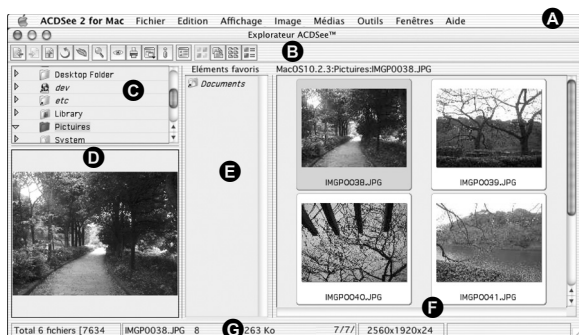 ACDSee 2 for Mac Fichier Edition Affichage Image Médias Outils Fenêtres Aide A
Explorateur ACDSee™
B
Eléments favoris MacOS10.2.3:Pictures:IMGP0038.JPG
Desktop Folder
dev
etc
Library
Pictuires
System
C
Documents
D
E
IMGP0038.JPG IMGP0039.JPG
IMGP0040.JPG IMGP0041.JPG
F
Total 6 fichiers [7634 IMGP0038.JPG 8 G 263 Ko 7/7/ 2560x1920x24